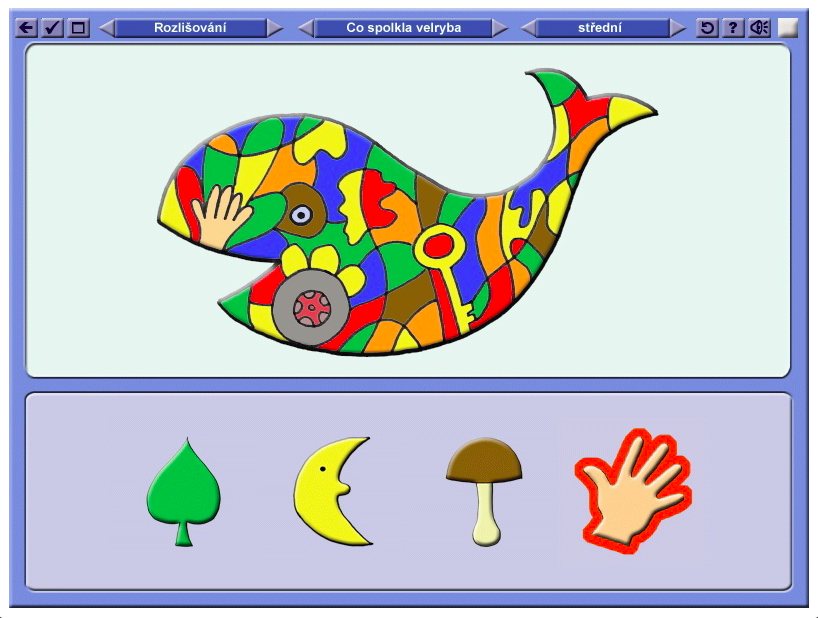 Rozlišování
Co spolkla velryba
střední
?